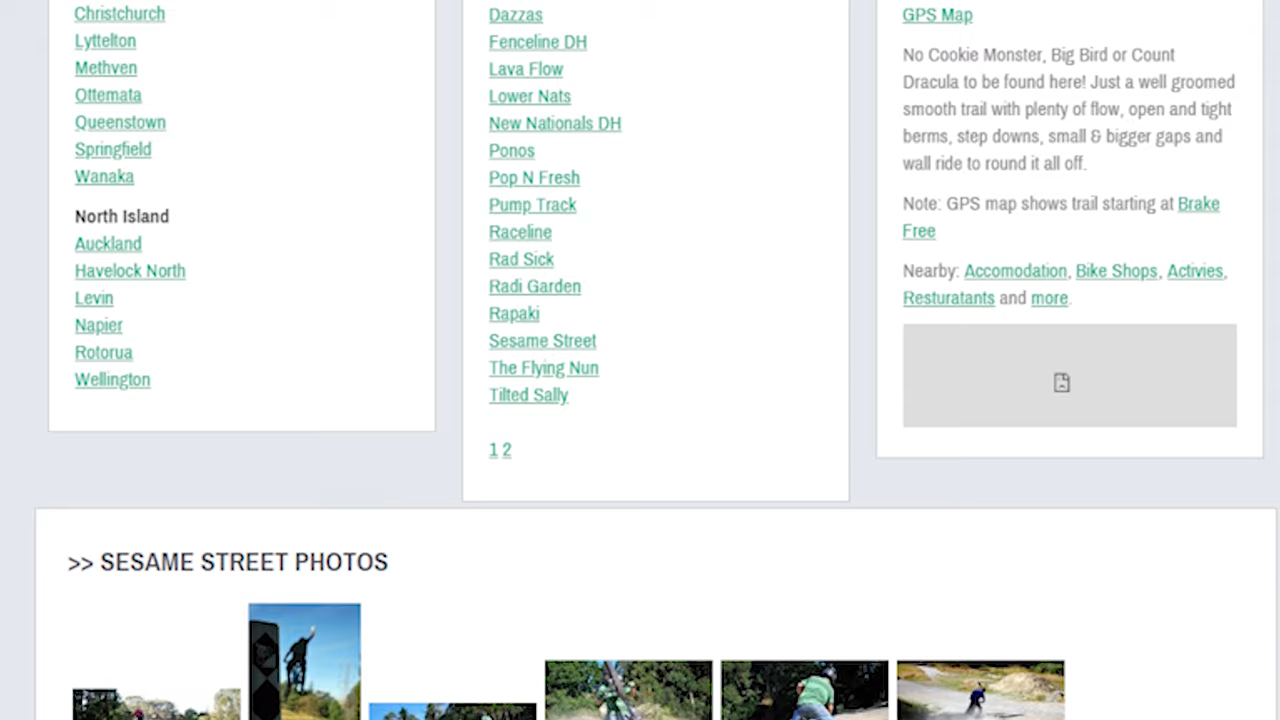 Christchurch
Lyttelton
Methven
Ottemata
Queenstown
Springfield
Wanaka
North Island
Auckland
Havelock North
Levin
Napier
Rotorua
Wellington
Dazzas
Fenceline DH
Lava Flow
Lower Nats
New Nationals DH
Ponos
Pop N Fresh
Pump Track
Raceline
Rad Sick
Radi Garden
Rapaki
Sesame Street
The Flying Nun
Tilted Sally
1 2
GPS Map
No Cookie Monster, Big Bird or Count
Dracula to be found here! Just a well groomed
smooth trail with plenty of flow, open and tight
berms, step downs, small & bigger gaps and
wall ride to round it all off.
Note: GPS map shows trail starting at Brake
Free
Nearby: Accomodation, Bike Shops, Activies,
Resturatants and more.
>> SESAME STREET PHOTOS